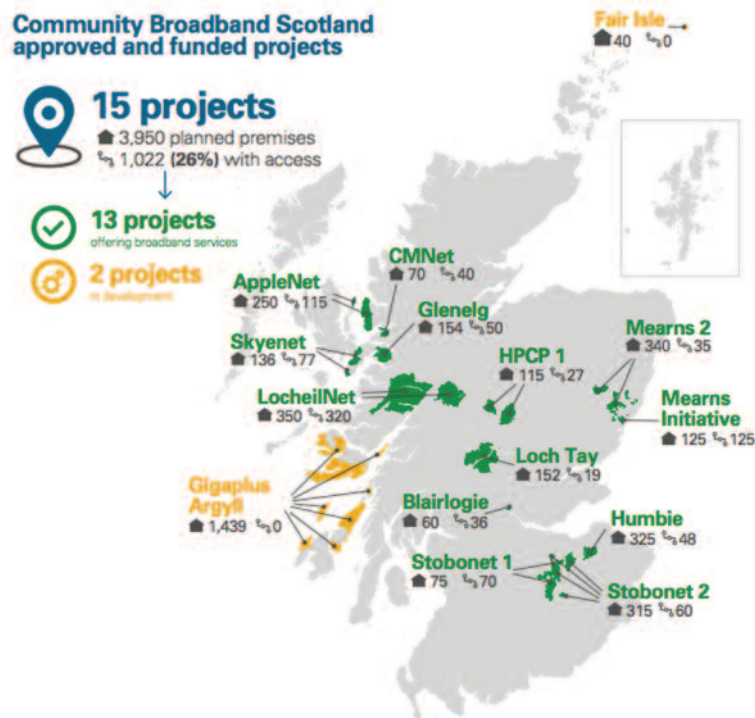 Community Broadband Scotland
approved and funded projects
15 projects
3,950 planned premises
1,022 (26%) with access
13 projects
offering broadband services
2 projects
in development
Fair Isle
40 0
CMNet
70 40
AppleNet
250 115
Glenelg
154 50
Skyenet
136 77
HPCP 1
115 27
Mearns 2
340 35
LocheilNet
350 320
Mearns
Initiative
125 125
Loch Tay
152 19
Gigaplus
Argyll
1,439 0
Blairlogie
60 36
Humbie
325 48
Stobonet 1
75 70
Stobonet 2
315 60